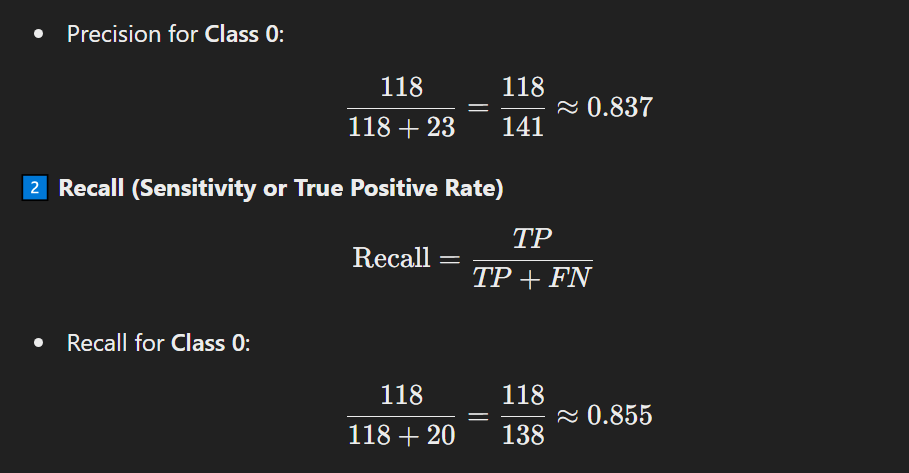 • Precision for Class 0:
118 / (118 + 23) = 118 / 141 ≈ 0.837
2 Recall (Sensitivity or True Positive Rate)
Recall = TP / (TP + FN)
• Recall for Class 0:
118 / (118 + 20) = 118 / 138 ≈ 0.855